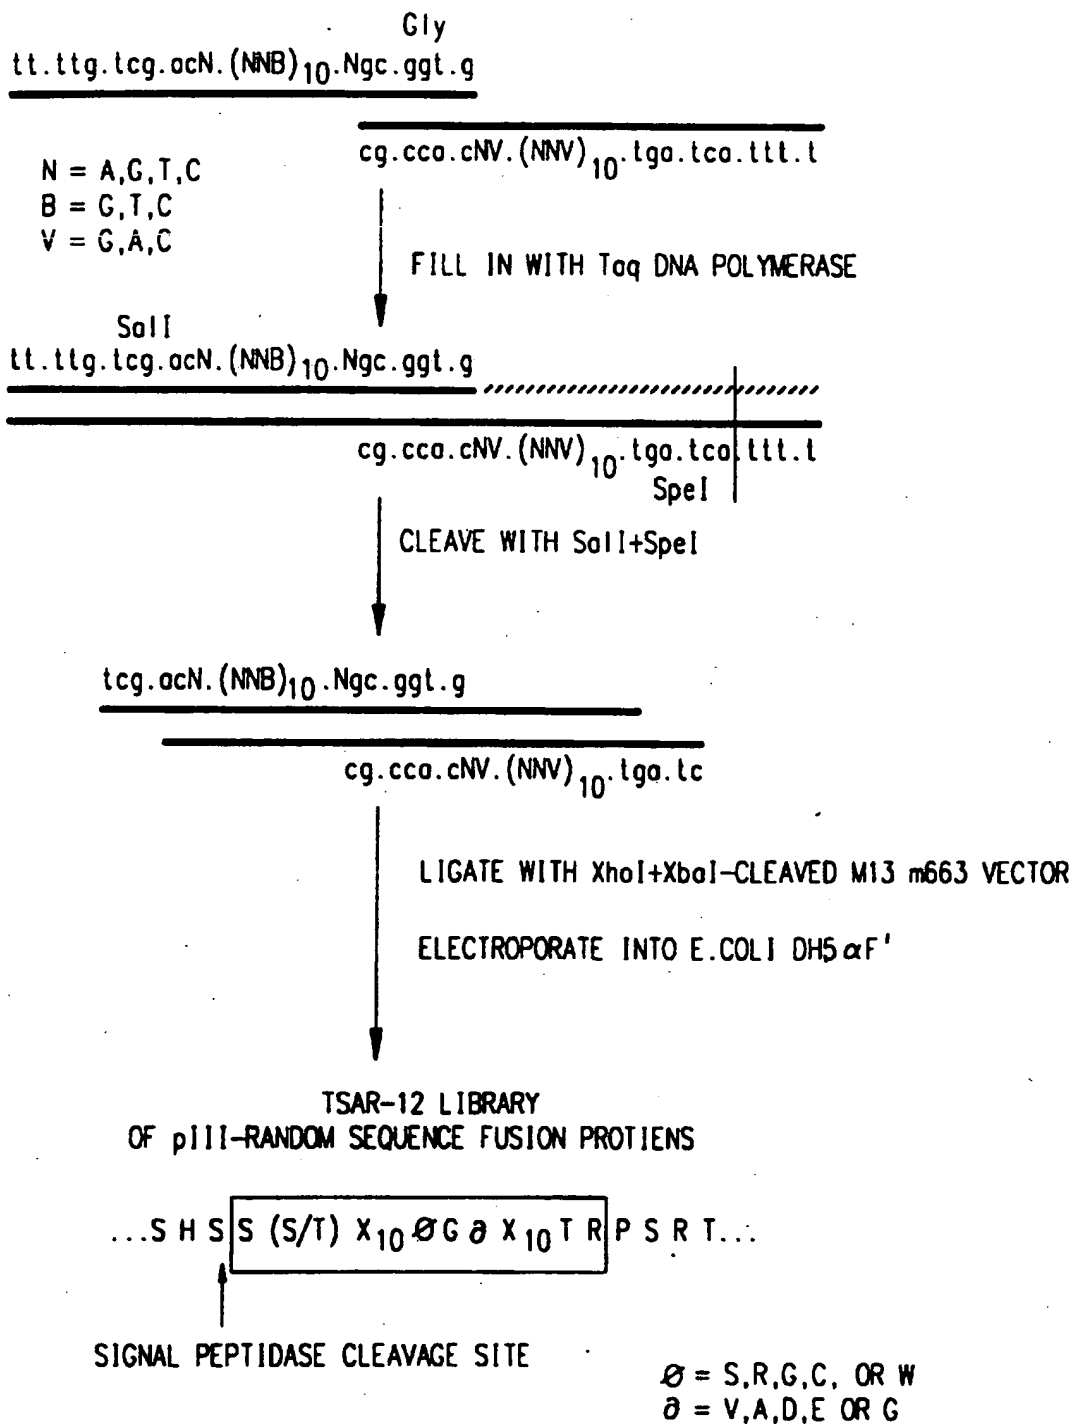 Gly
tt.ttg.tcg.acN.(NNB)10.Ngc.ggt.g
cg.cca.cNV.(NNV)10.tga.tca.ttt.t
N = A,G,T,C
B = G,T,C
V = G,A,C
FILL IN WITH Taq DNA POLYMERASE
SalI
tt.ttg.tcg.acN.(NNB)10.Ngc.ggt.g
cg.cca.cNV.(NNV)10.tga.tca.ttt.t
SpeI
CLEAVE WITH SalI+SpeI
tcg.acN.(NNB)10.Ngc.ggt.g
cg.cca.cNV.(NNV)10.tga.tc
LIGATE WITH XhoI+XbaI-CLEAVED M13 m663 VECTOR
ELECTROPORATE INTO E.COLI DH5αF'
TSAR-12 LIBRARY
OF pIII-RANDOM SEQUENCE FUSION PROTIENS
...S H S S (S/T) X10 Ø G ∂ X10 T R P S R T...
SIGNAL PEPTIDASE CLEAVAGE SITE
Ø = S,R,G,C, OR W
∂ = V,A,D,E OR G